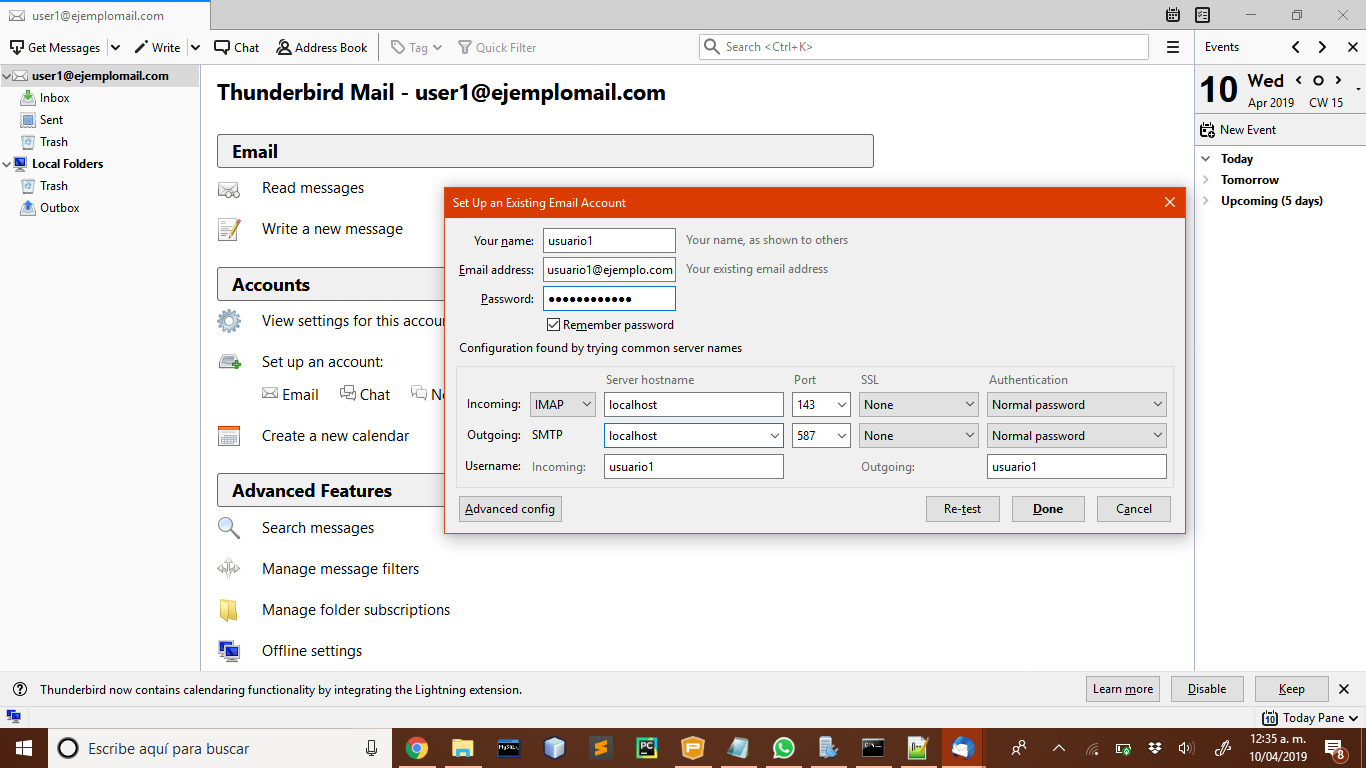 user1@ejemplomail.com
Get Messages Write Chat Address Book Tag Quick Filter Search <Ctrl+K> Events
user1@ejemplomail.com
Inbox
Sent
Trash
Local Folders
Trash
Outbox
Thunderbird Mail - user1@ejemplomail.com
Email
Read messages
Write a new message
Accounts
View settings for this accou
Set up an account:
Email Chat N
Create a new calendar
Advanced Features
Search messages
Manage message filters
Manage folder subscriptions
Offline settings
Set Up an Existing Email Account
Your name: usuario1 Your name, as shown to others
Email address: usuario1@ejemplo.com Your existing email address
Password: ●●●●●●●●●●●●
Remember password
Configuration found by trying common server names
Server hostname Port SSL Authentication
Incoming: IMAP localhost 143 None Normal password
Outgoing: SMTP localhost 587 None Normal password
Username: Incoming: usuario1 Outgoing: usuario1
Advanced config Re-test Done Cancel
10 Wed
Apr 2019 CW 15
New Event
Today
Tomorrow
Upcoming (5 days)
Thunderbird now contains calendaring functionality by integrating the Lightning extension. Learn more Disable Keep
10 Today Pane
Escribe aquí para buscar
MySQL
PC
12:35 a. m.
10/04/2019
8